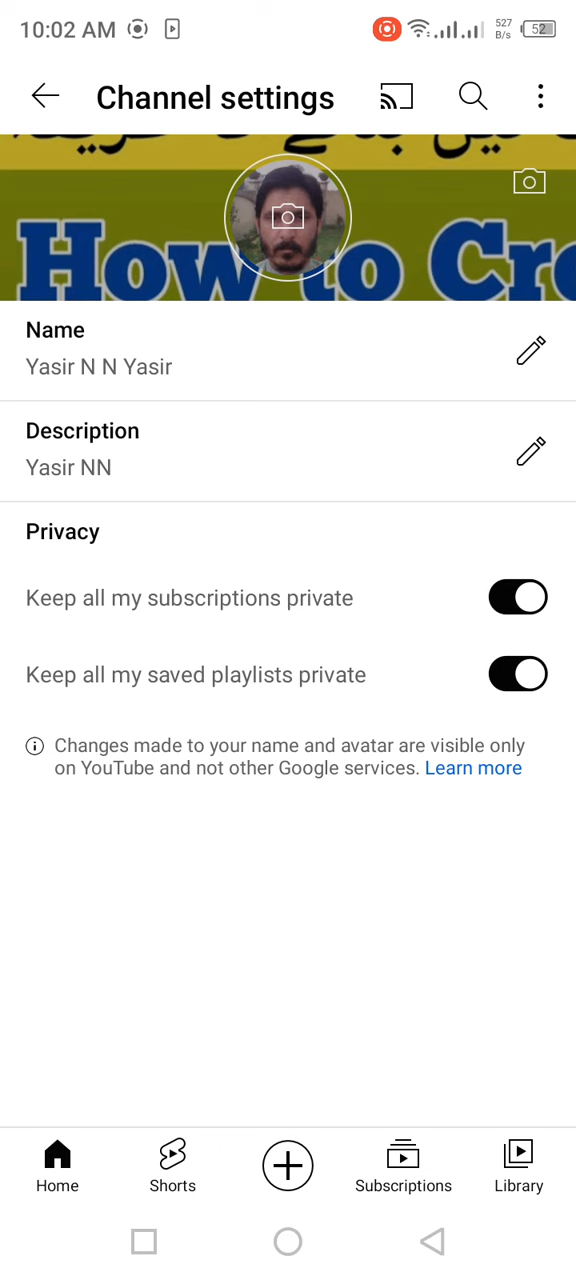 10:02 AM
527
B/s
52
Channel settings
How to Cre
Name
Yasir N N Yasir
Description
Yasir NN
Privacy
Keep all my subscriptions private
Keep all my saved playlists private
Changes made to your name and avatar are visible only
on YouTube and not other Google services. Learn more
Home
Shorts
Subscriptions
Library